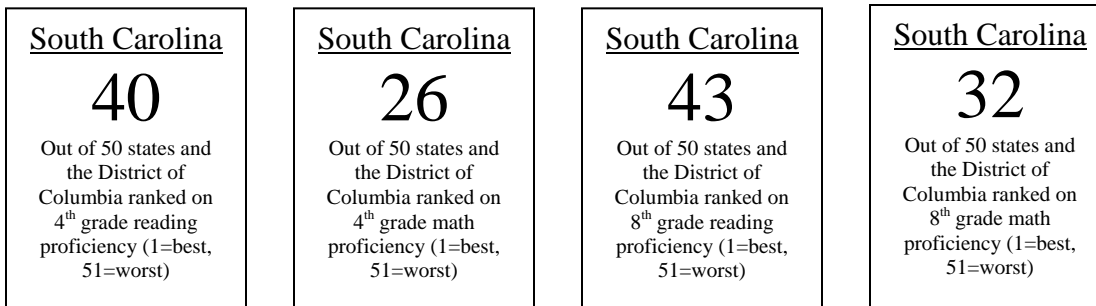 South Carolina
40
Out of 50 states and
the District of
Columbia ranked on
4th grade reading
proficiency (1=best,
51=worst)
South Carolina
26
Out of 50 states and
the District of
Columbia ranked on
4th grade math
proficiency (1=best,
51=worst)
South Carolina
43
Out of 50 states and
the District of
Columbia ranked on
8th grade reading
proficiency (1=best,
51=worst)
South Carolina
32
Out of 50 states and
the District of
Columbia ranked on
8th grade math
proficiency (1=best,
51=worst)